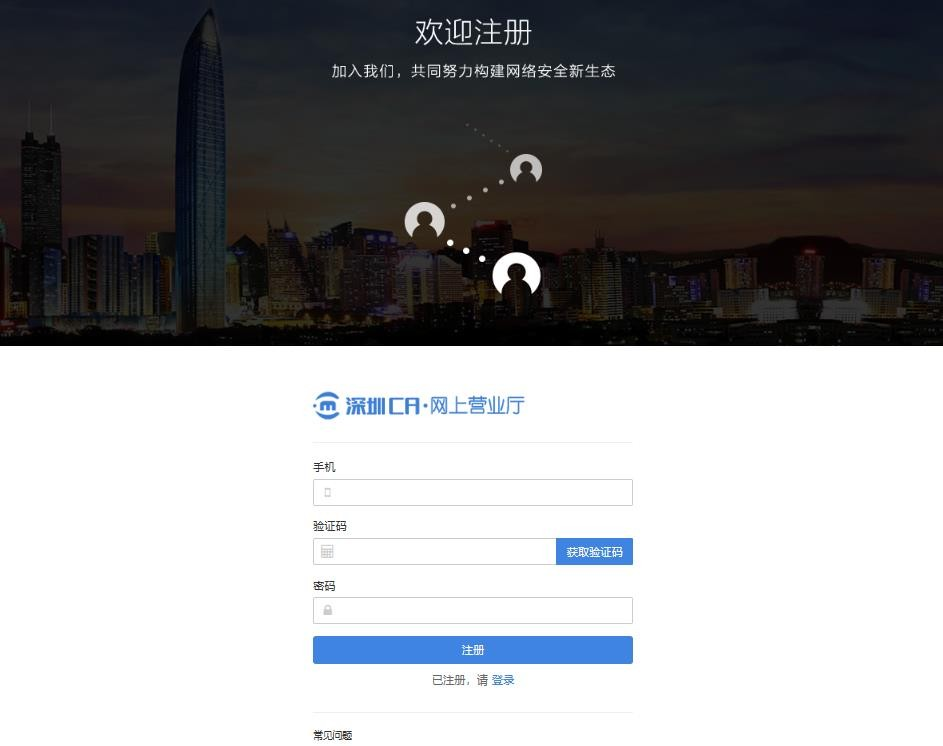 欢迎注册
加入我们，共同努力构建网络安全新生态
深圳CA·网上营业厅
手机
验证码
获取验证码
密码
注册
已注册，请 登录
常见问题